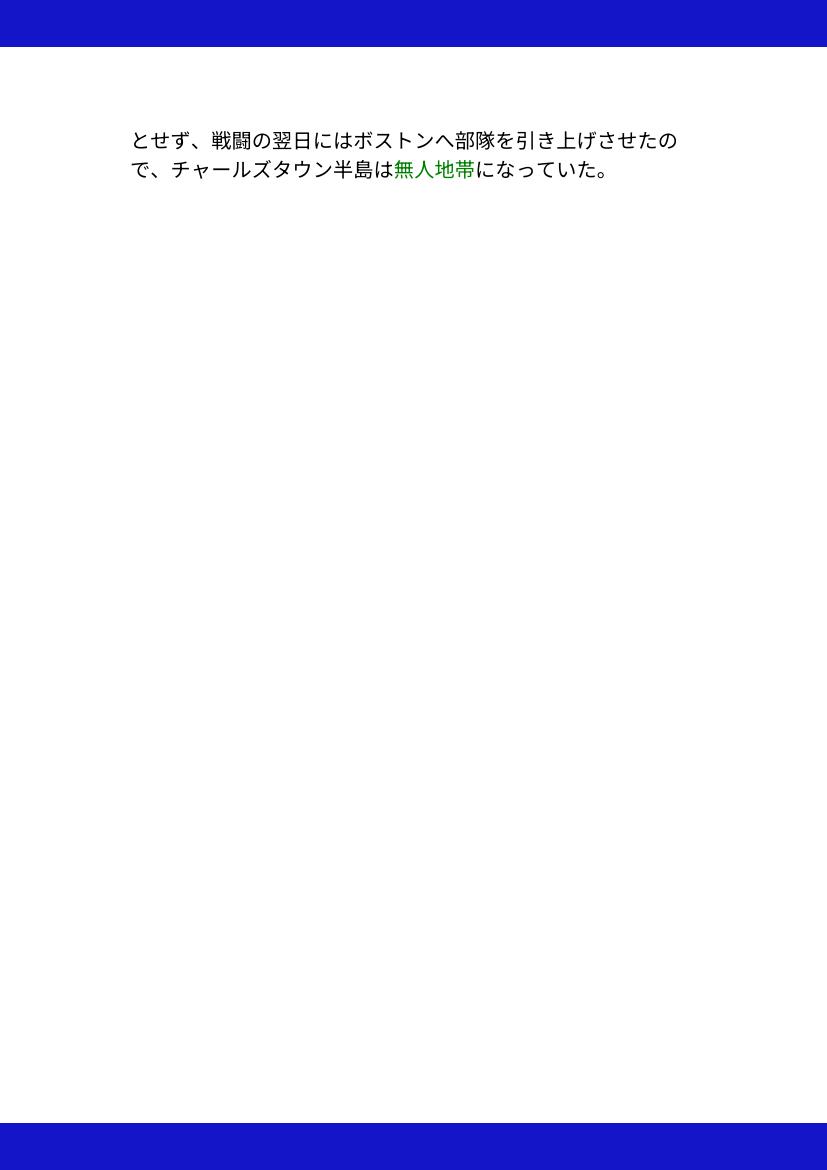 とせず、戦闘の翌日にはボストンへ部隊を引き上げさせたの
で、チャールズタウン半島は無人地帯になっていた。